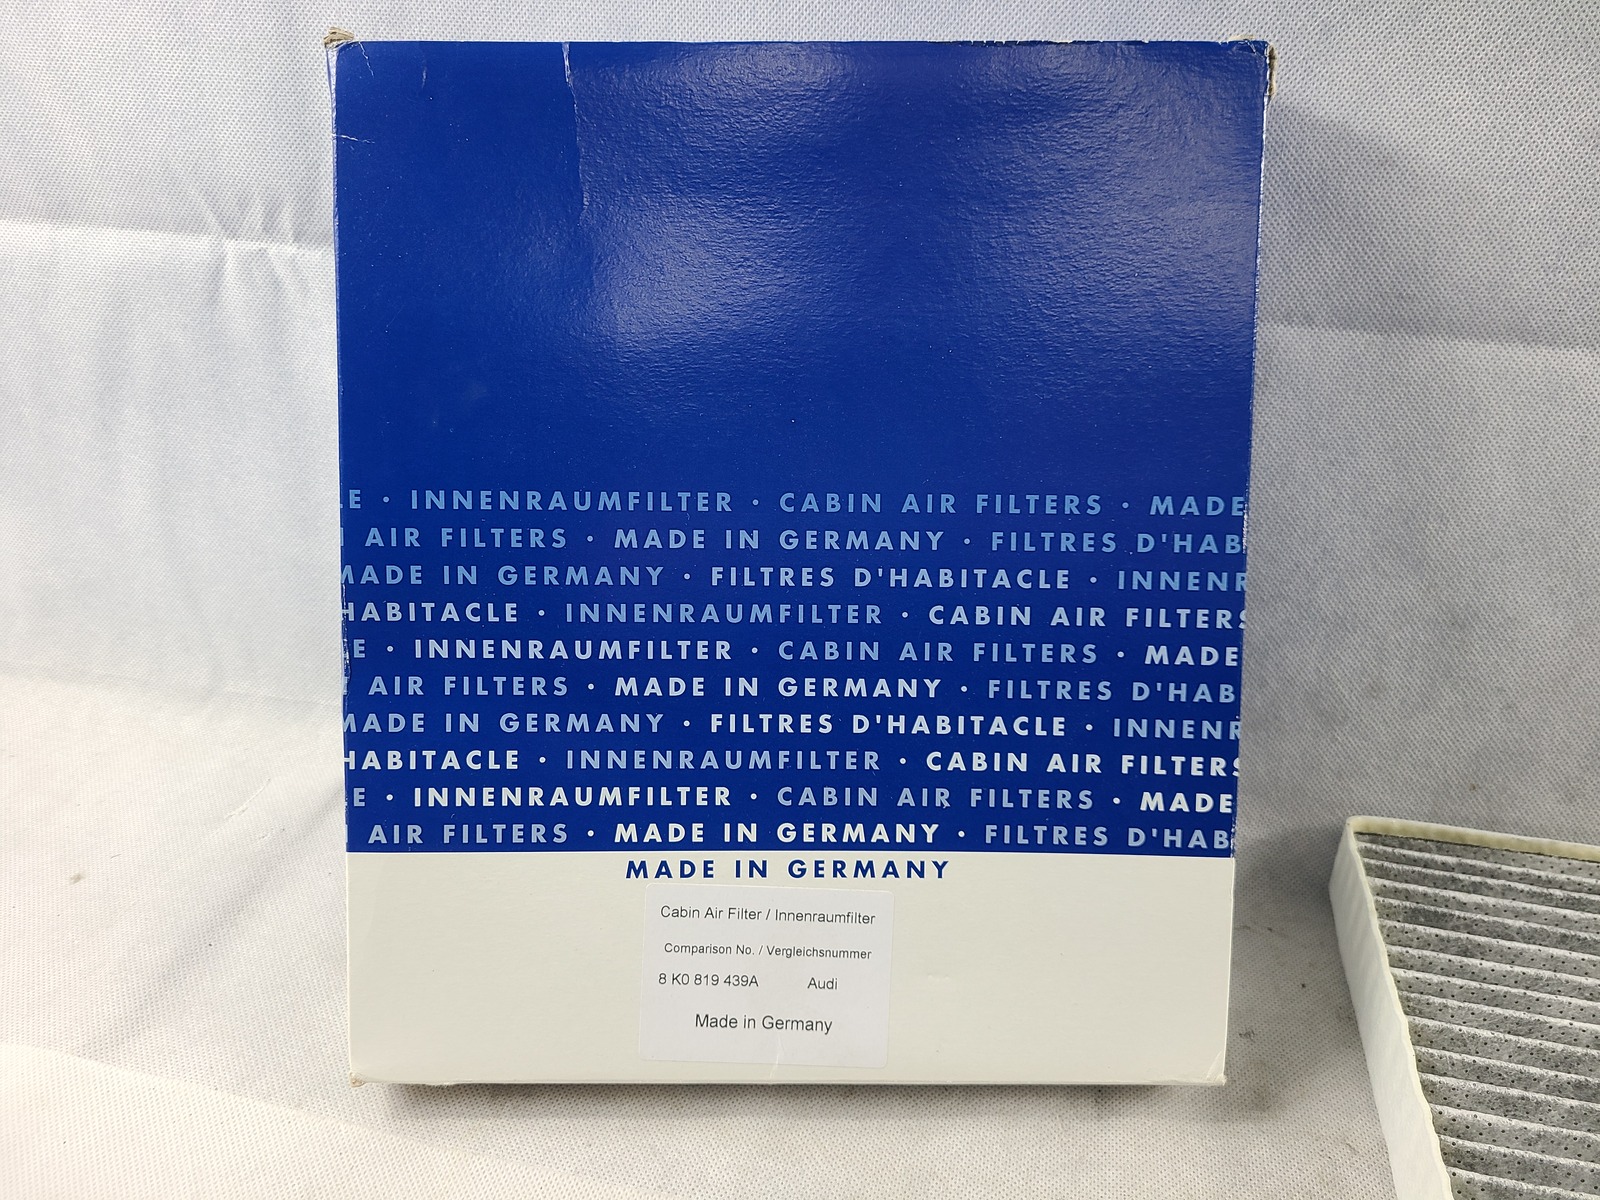 E • INNENRAUMFILTER • CABIN AIR FILTERS • MADE
AIR FILTERS • MADE IN GERMANY • FILTRES D'HAB
MADE IN GERMANY • FILTRES D'HABITACLE • INNENR
HABITACLE • INNENRAUMFILTER • CABIN AIR FILTERS
E • INNENRAUMFILTER • CABIN AIR FILTERS • MADE
AIR FILTERS • MADE IN GERMANY • FILTRES D'HAB
MADE IN GERMANY • FILTRES D'HABITACLE • INNENR
HABITACLE • INNENRAUMFILTER • CABIN AIR FILTERS
E • INNENRAUMFILTER • CABIN AIR FILTERS • MADE
AIR FILTERS • MADE IN GERMANY • FILTRES D'HAB
MADE IN GERMANY
Cabin Air Filter / Innenraumfilter
Comparison No. / Vergleichsnummer
8 K0 819 439A Audi
Made in Germany